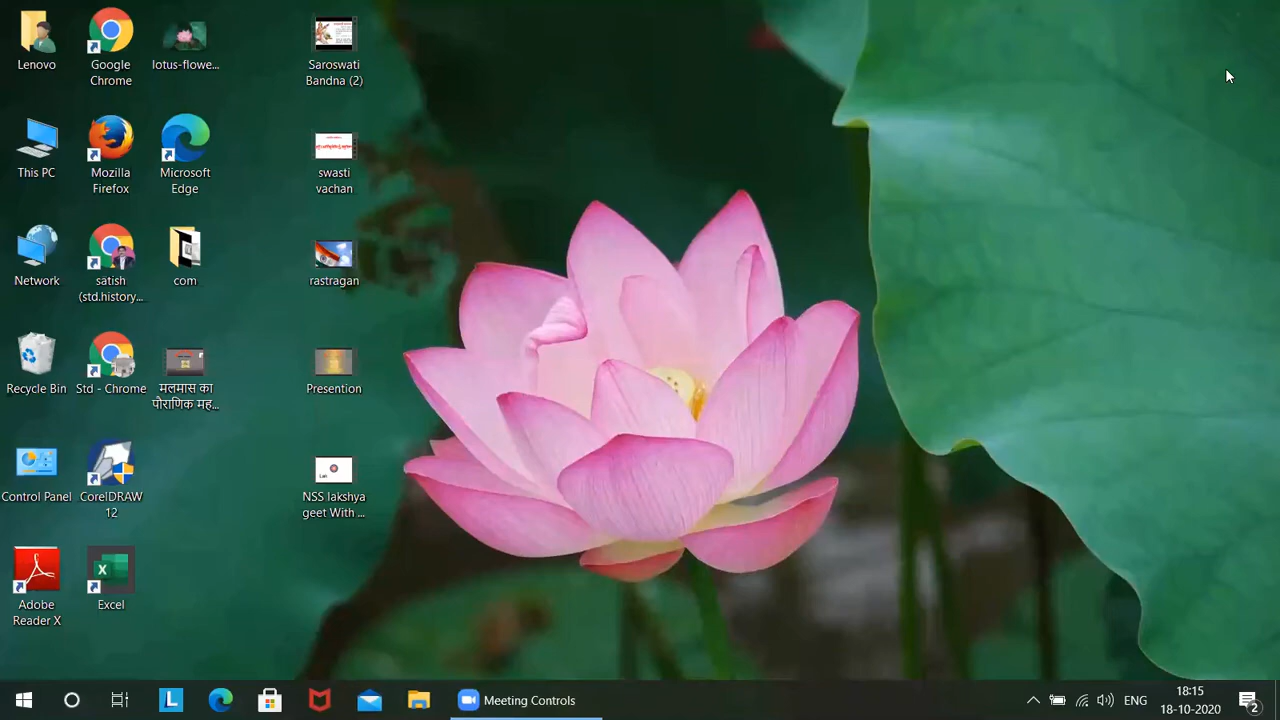 Lenovo
Google
Chrome
lotus-flowe...
Saroswati
Bandna (2)
This PC
Mozilla
Firefox
Microsoft
Edge
swasti
vachan
Network
satish
(std.history...
com
rastragan
Recycle Bin
Std - Chrome
मलमास का
पौराणिक मह...
Presention
Control Panel
CorelDRAW
12
Lan
NSS lakshya
geet With ...
Adobe
Reader X
Excel
Meeting Controls
ENG
18:15
18-10-2020
2